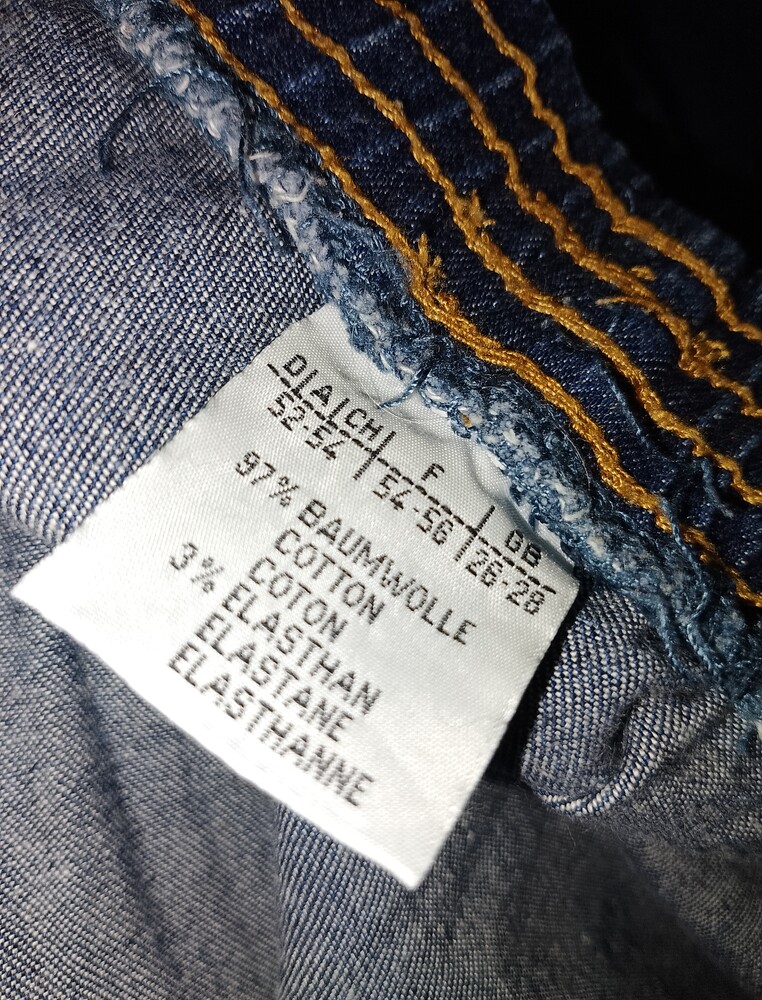 D|A|CH| F | GB
52-54 | 54-56 | 26-28
97% BAUMWOLLE
COTTON
COTON
3% ELASTHAN
ELASTANE
ELASTHANNE